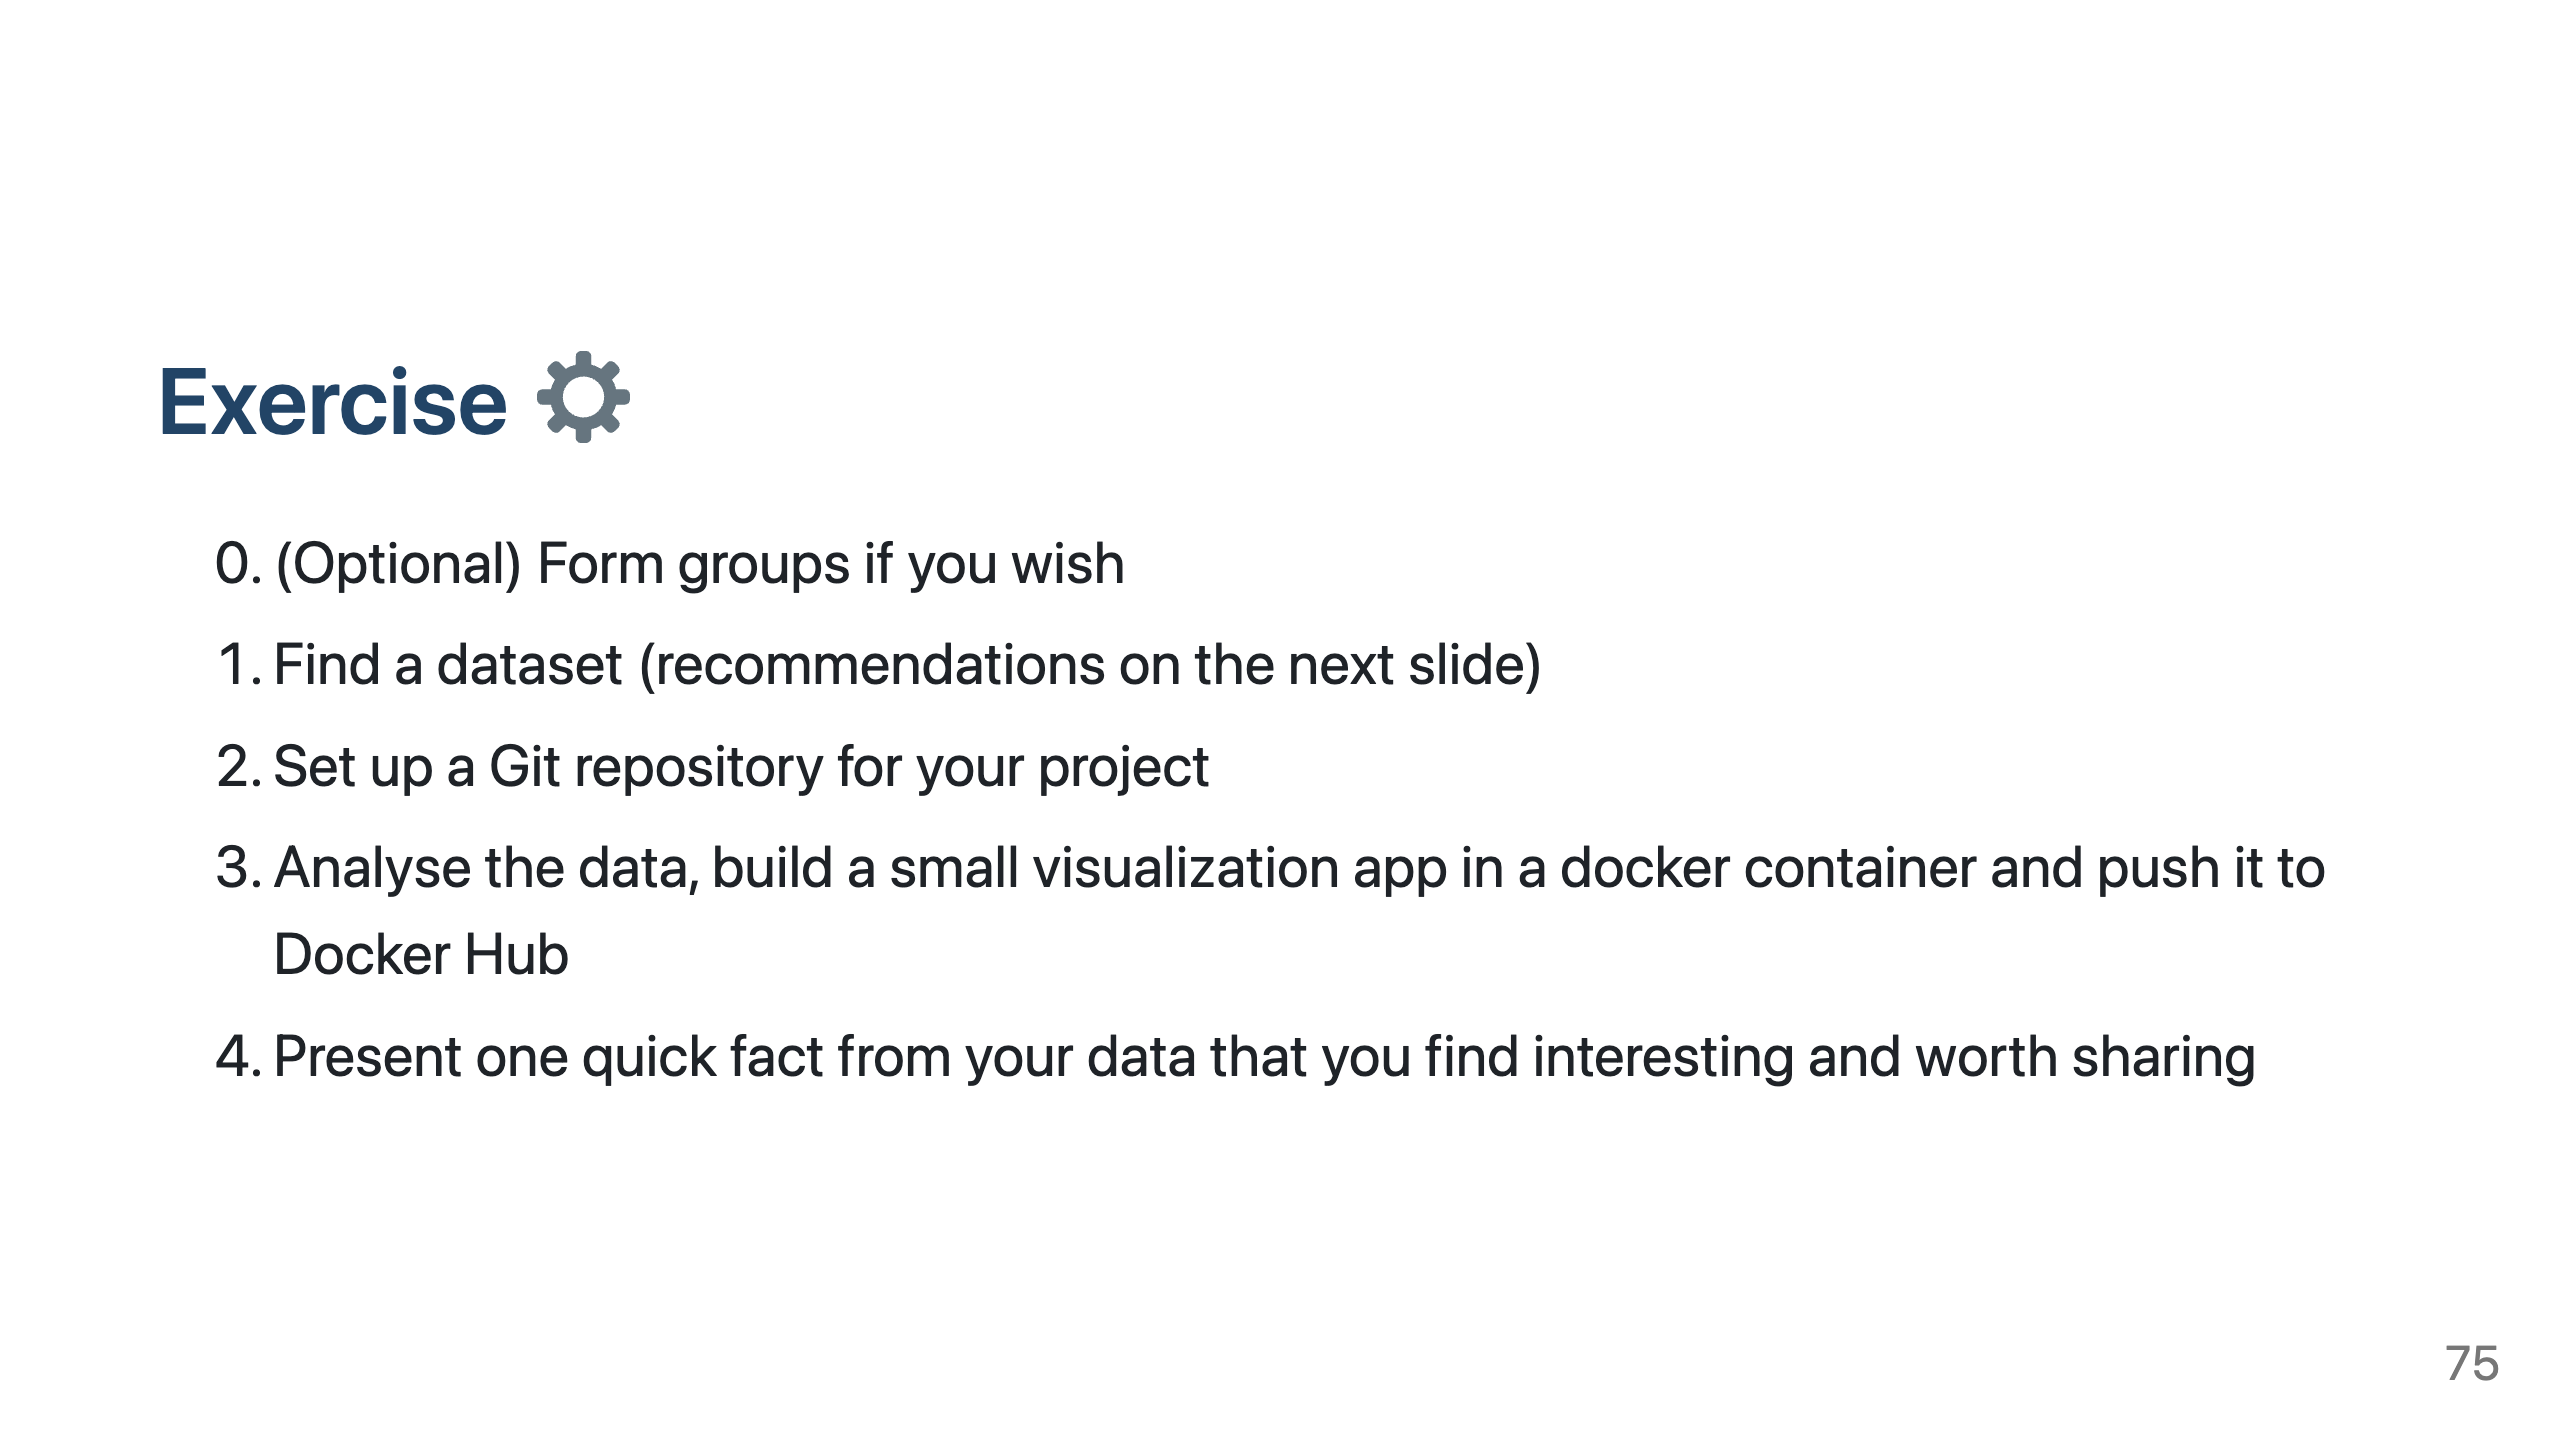 Exercise
0. (Optional) Form groups if you wish
1. Find a dataset (recommendations on the next slide)
2. Set up a Git repository for your project
3. Analyse the data, build a small visualization app in a docker container and push it to
Docker Hub
4. Present one quick fact from your data that you find interesting and worth sharing
75